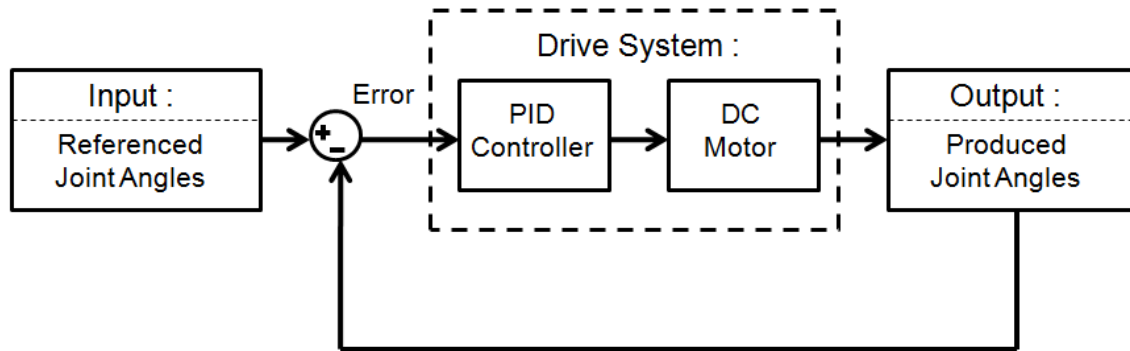 Drive System :
Input :
Referenced
Joint Angles
Error
+
-
PID
Controller
DC
Motor
Output :
Produced
Joint Angles